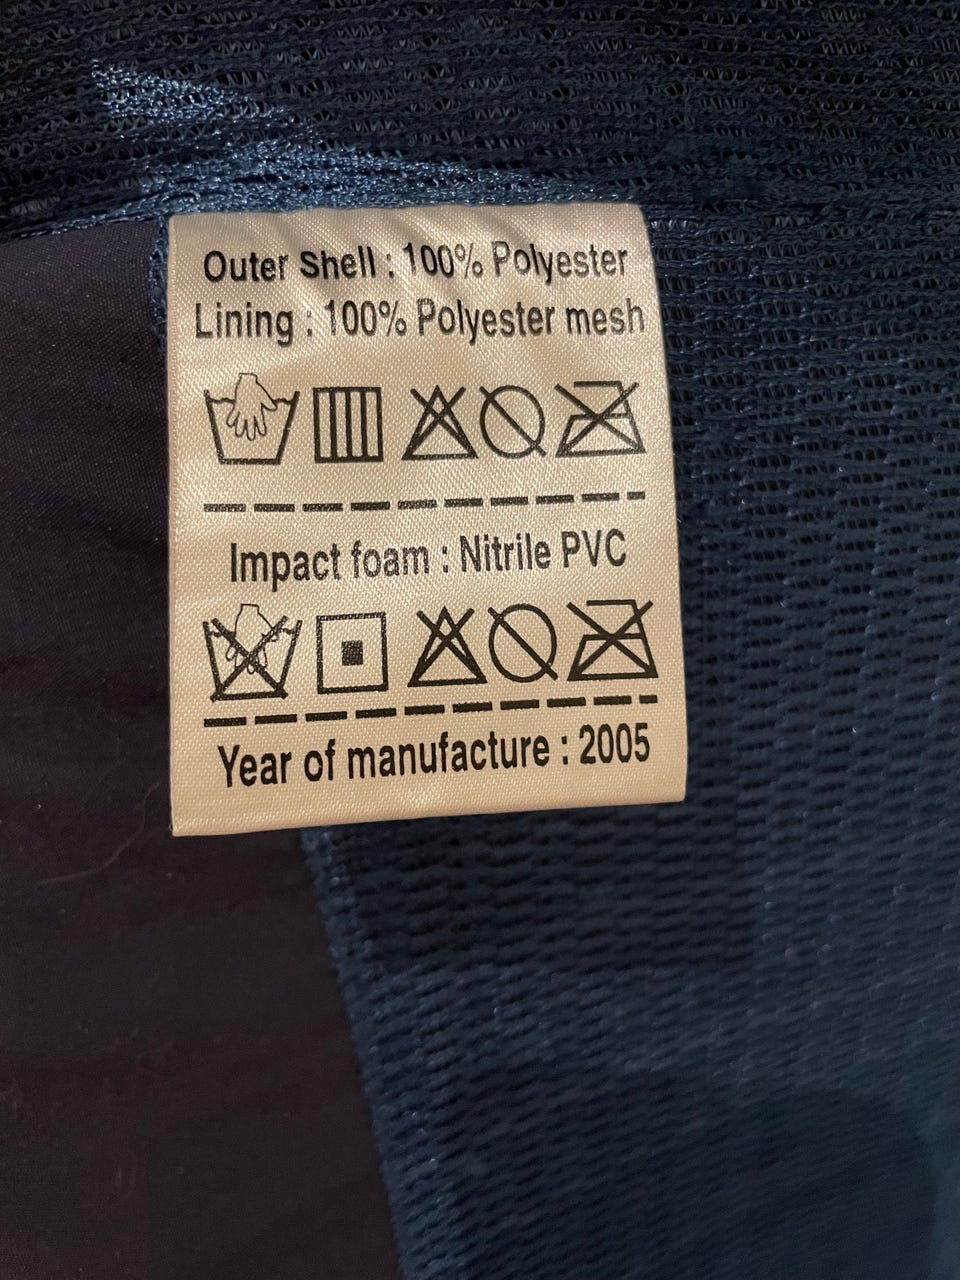 Outer Shell : 100% Polyester
Lining : 100% Polyester mesh
Impact foam : Nitrile PVC
Year of manufacture : 2005